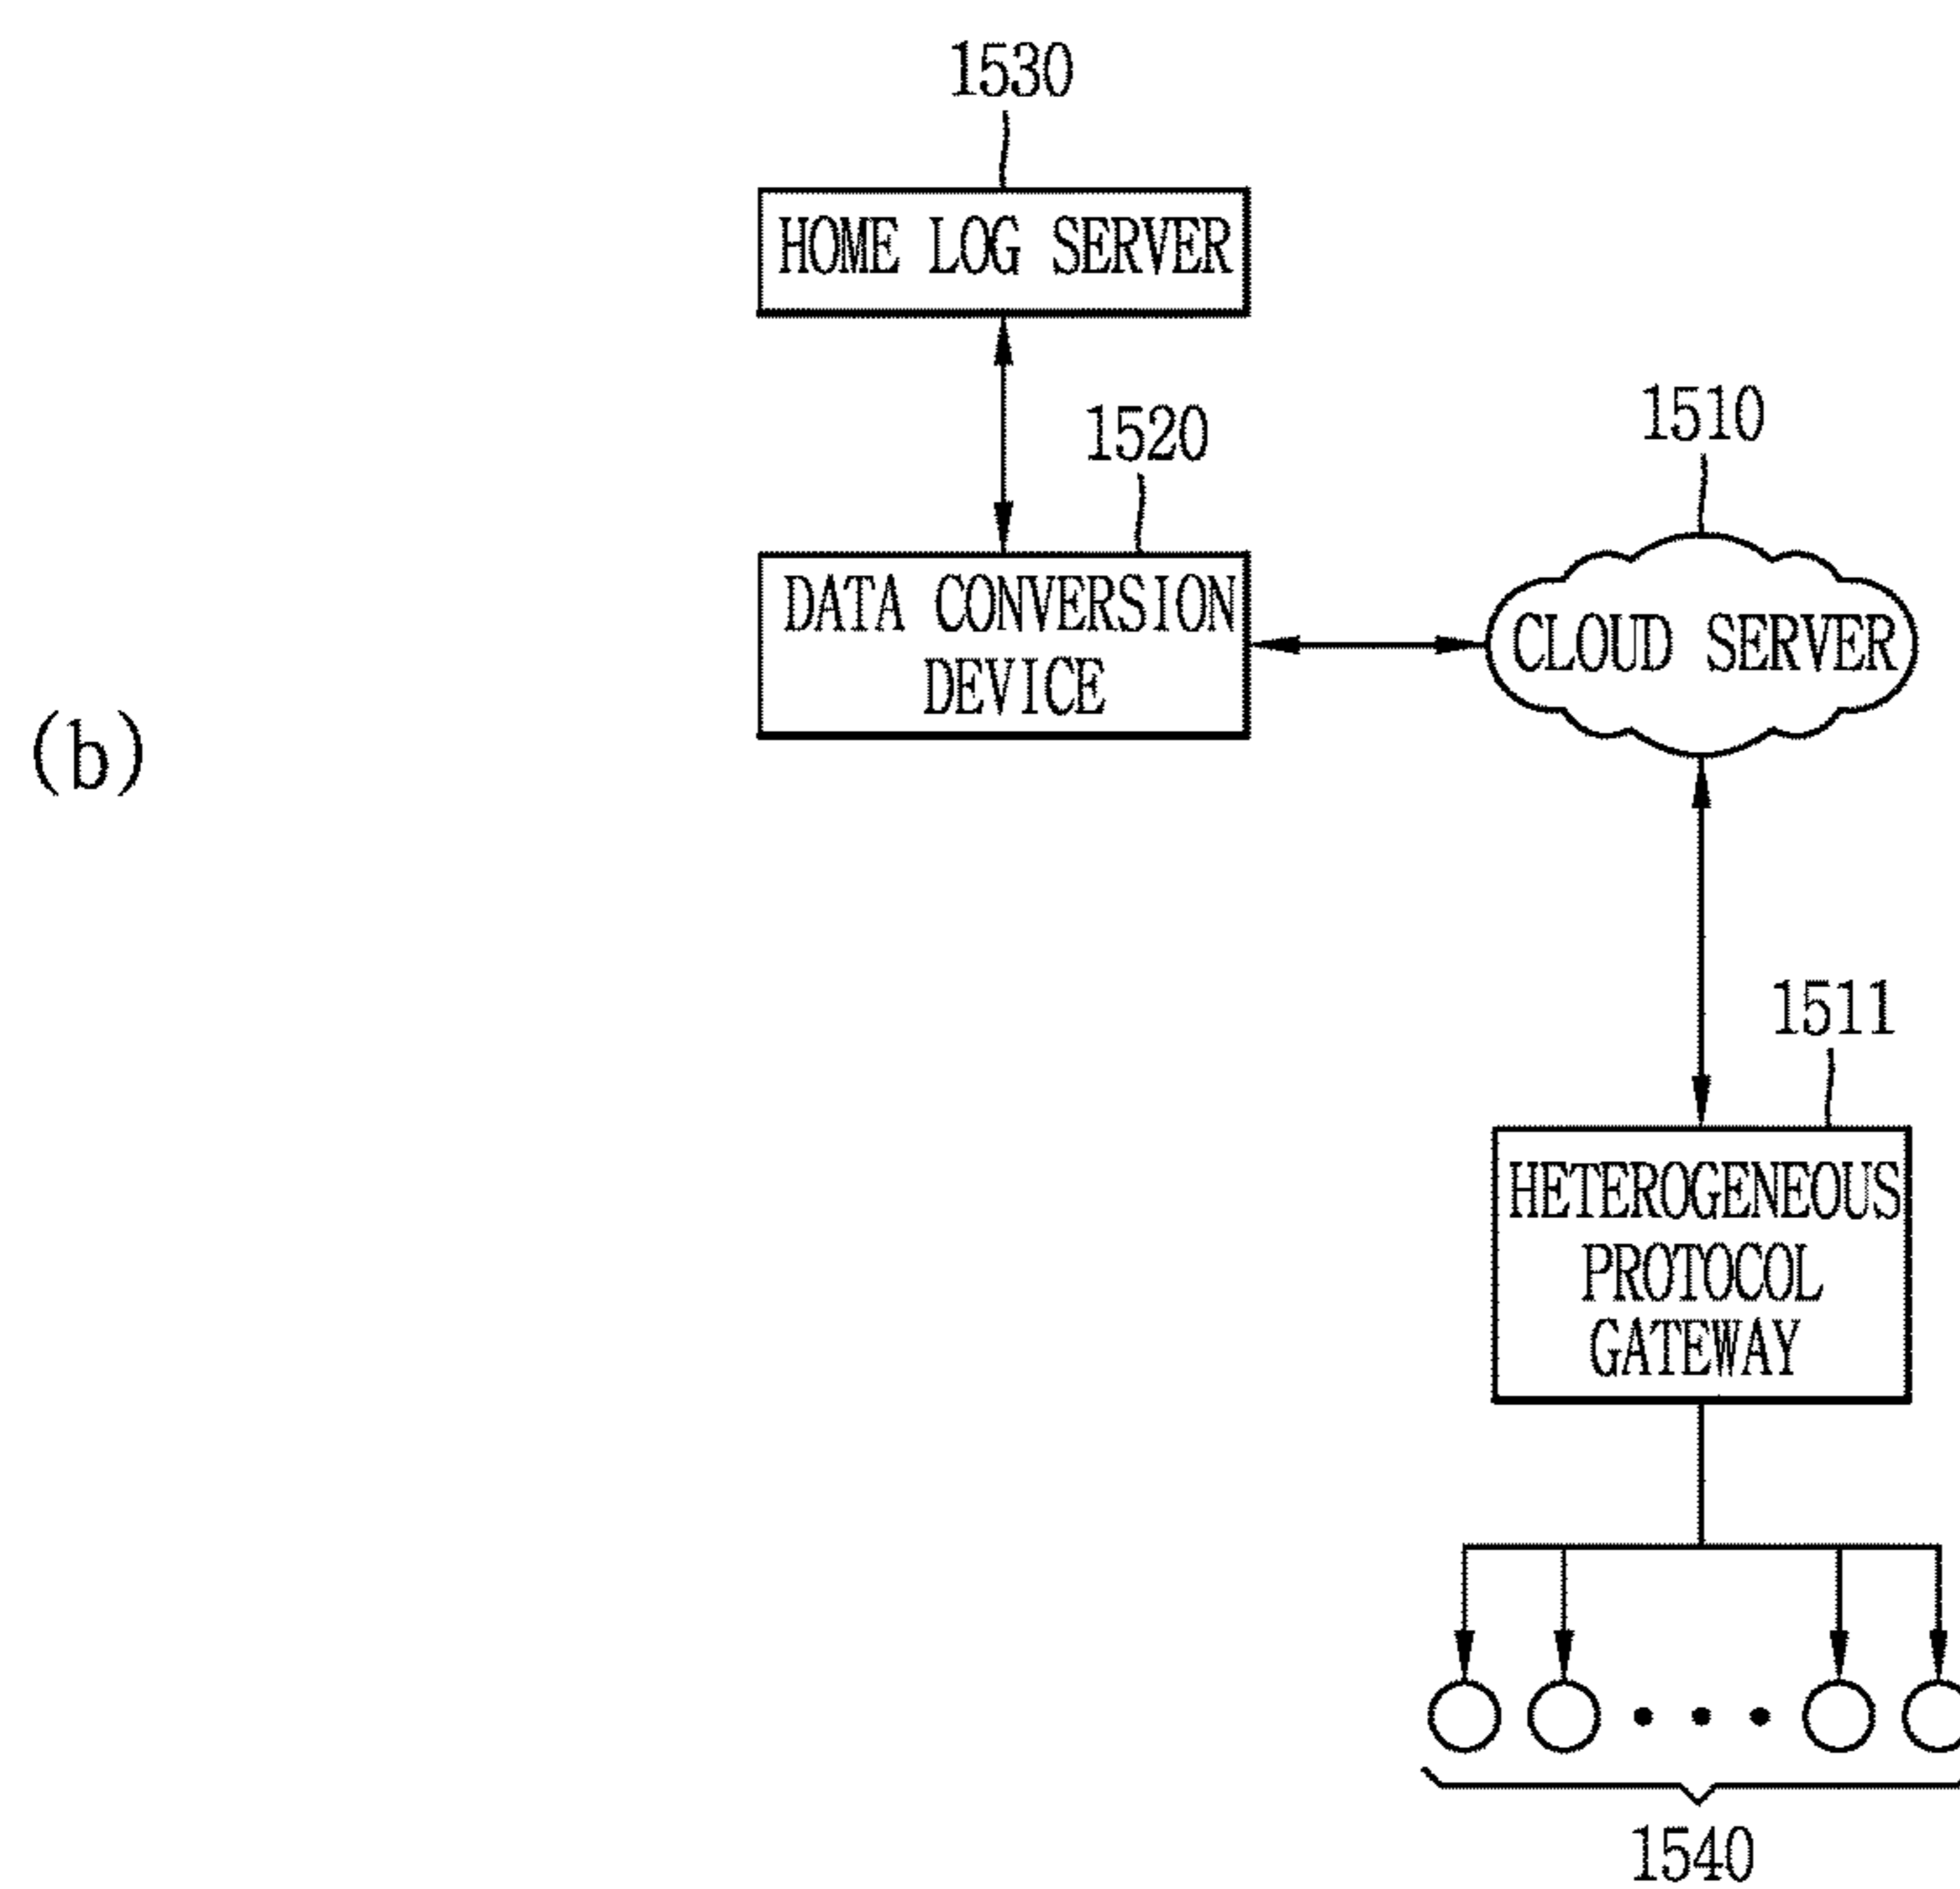 1530
HOME LOG SERVER
1520
1510
DATA CONVERSION
DEVICE
CLOUD SERVER
(b)
1511
HETEROGENEOUS
PROTOCOL
GATEWAY
1540